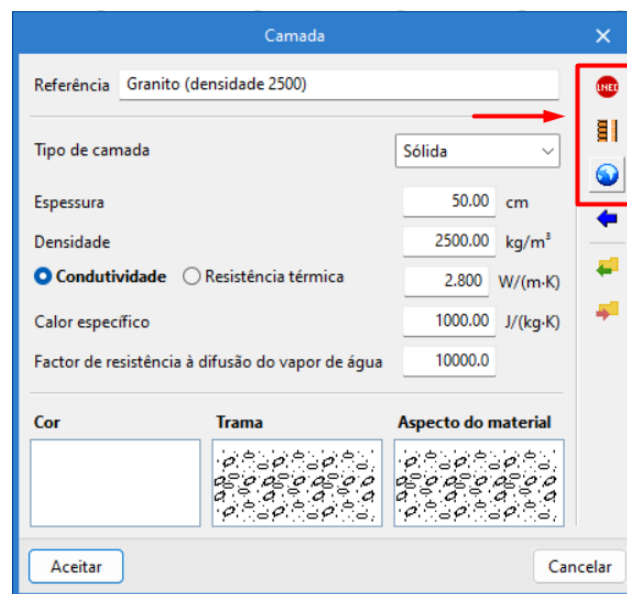 Camada
Referência Granito (densidade 2500)
LNEC
Tipo de camada Sólida
Espessura 50.00 cm
Densidade 2500.00 kg/m³
Condutividade Resistência térmica 2.800 W/(m·K)
Calor específico 1000.00 J/(kg·K)
Factor de resistência à difusão do vapor de água 10000.0
Cor Trama Aspecto do material
Aceitar Cancelar